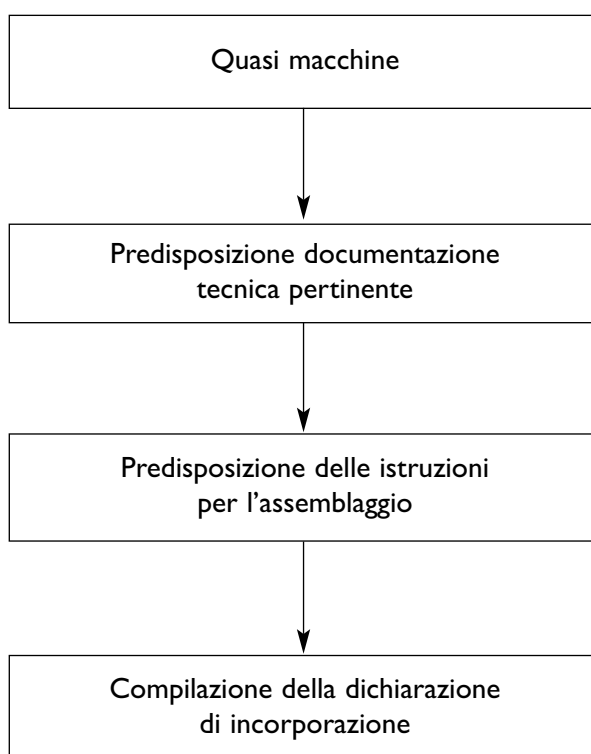 Quasi macchine
Predisposizione documentazione
tecnica pertinente
Predisposizione delle istruzioni
per l'assemblaggio
Compilazione della dichiarazione
di incorporazione